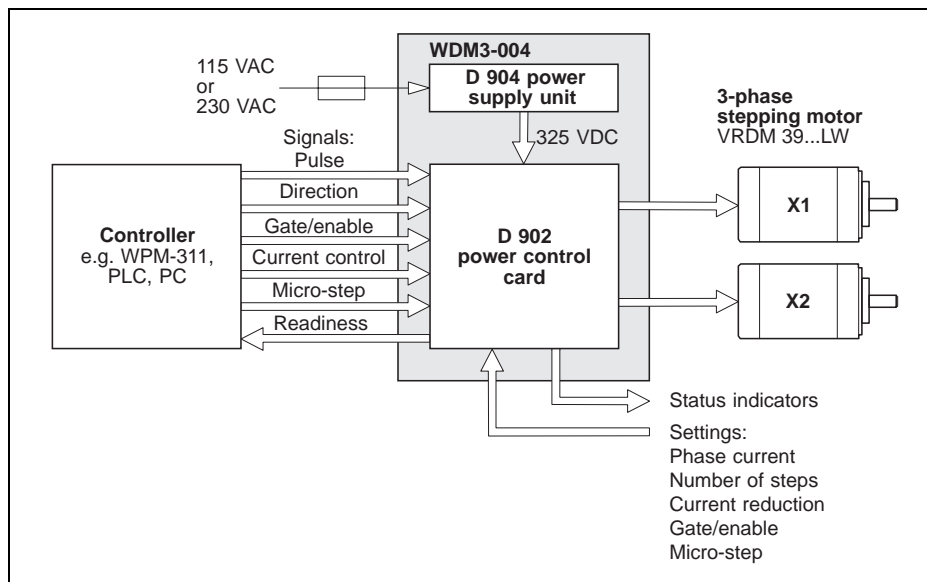 WDM3-004
115 VAC
or
230 VAC
D 904 power
supply unit
325 VDC
3-phase
stepping motor
VRDM 39...LW
Signals:
Pulse
Direction
Gate/enable
Current control
Micro-step
Readiness
Controller
e.g. WPM-311,
PLC, PC
D 902
power control
card
X1
X2
Status indicators
Settings:
Phase current
Number of steps
Current reduction
Gate/enable
Micro-step